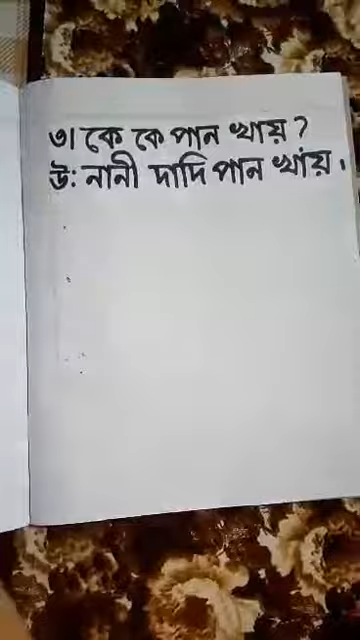 ৩। কে কে পান খায় ?
উ: নানী দাদি পান খায় ।